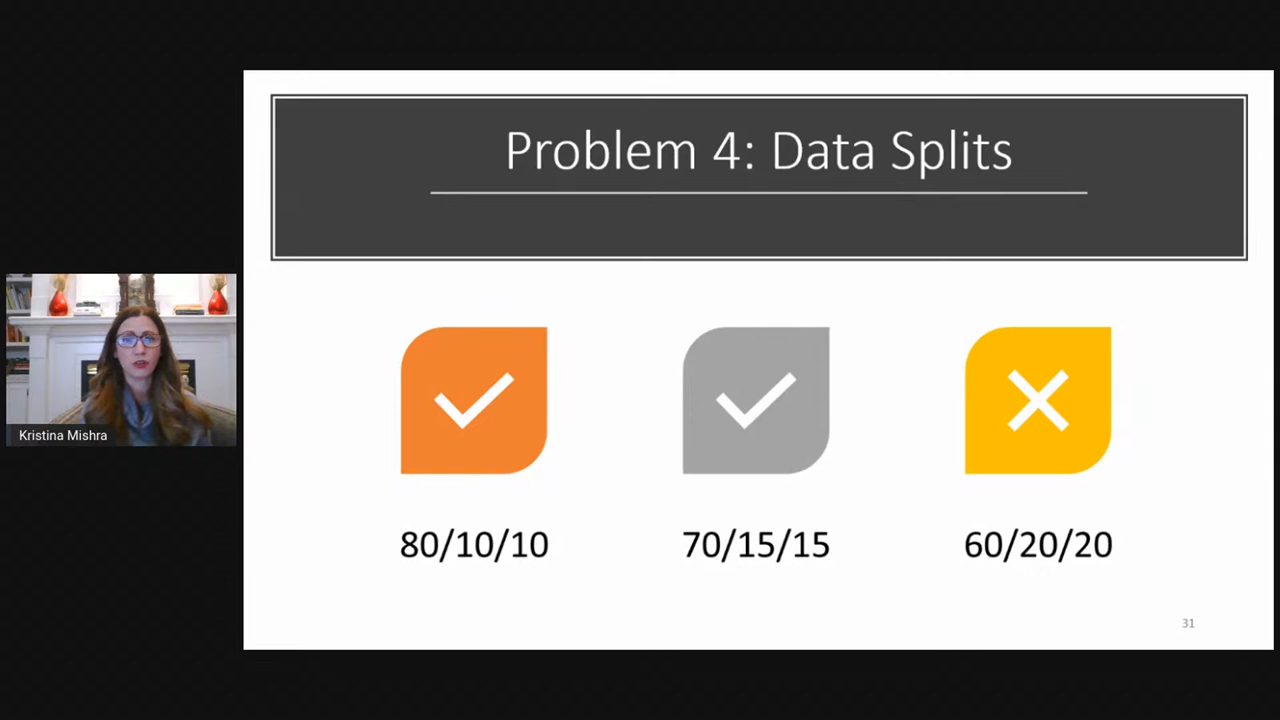 Problem 4: Data Splits
Kristina Mishra
80/10/10
70/15/15
60/20/20
31